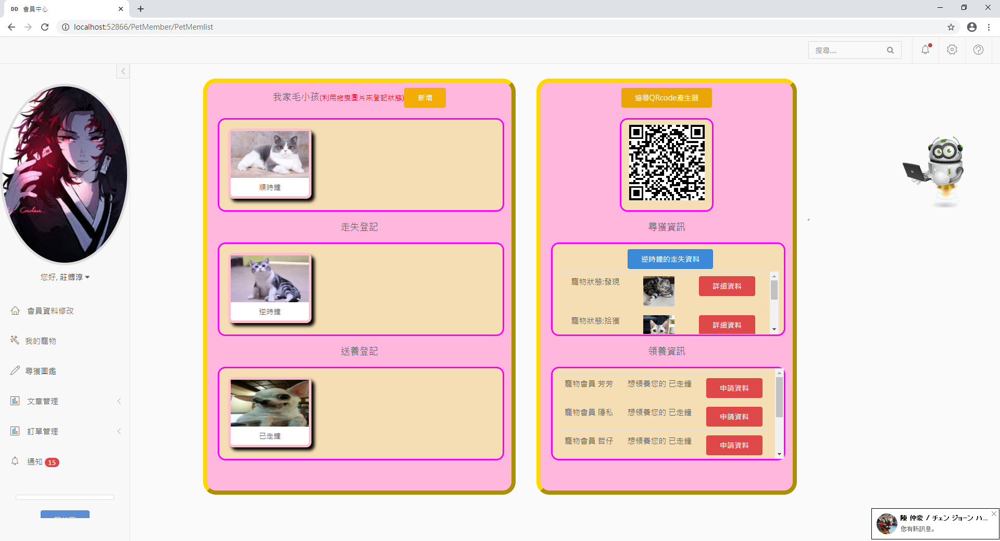 DD 會員中心
localhost:52866/PetMember/PetMemlist
搜尋....
Caden.
您好, 莊博淳
會員資料修改
我的寵物
尋獲圖鑑
文章管理
訂單管理
通知 15
我家毛小孩(利用拖曳圖片來登記狀態) 新增
順時鐘
走失登記
逆時鐘
送養登記
已走鐘
協尋QRcode產生器
尋獲資訊
逆時鐘的走失資料
寵物狀態:發現 詳細資料
寵物狀態:拾獲 詳細資料
領養資訊
寵物會員 芳芳 想領養您的 已走鐘 申請資料
寵物會員 隱私 想領養您的 已走鐘 申請資料
寵物會員 哲仔 想領養您的 已走鐘 申請資料
陳 仲豪 / チェン ジョーン ハ...
您有新訊息。